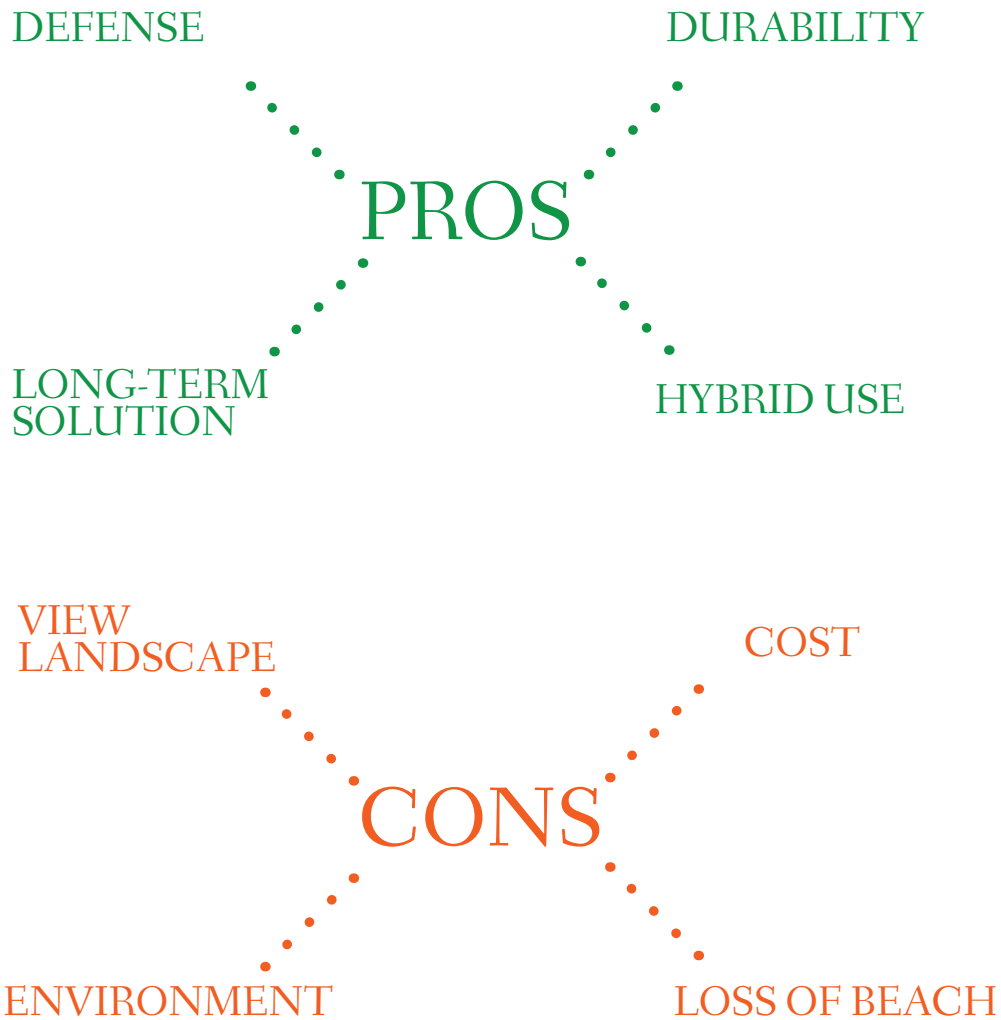 DEFENSE
DURABILITY
PROS
LONG-TERM
SOLUTION
HYBRID USE
VIEW
LANDSCAPE
COST
CONS
ENVIRONMENT
LOSS OF BEACH